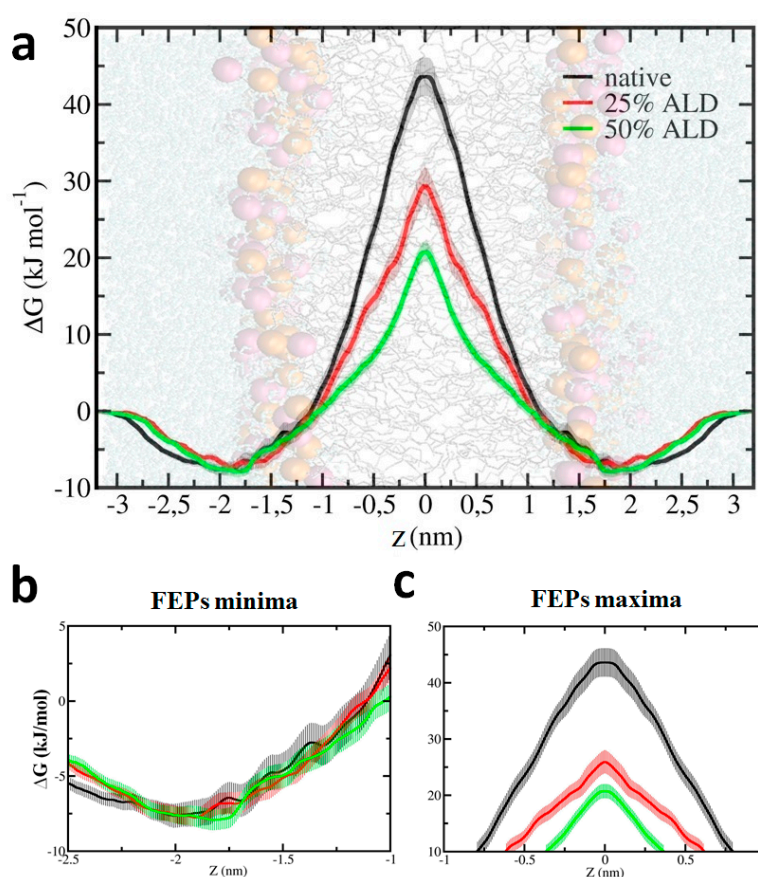 a
50
40
30
20
10
0
-10
ΔG (kJ mol⁻¹)
native
25% ALD
50% ALD
-3 -2,5 -2 -1,5 -1 -0,5 0 0,5 1 1,5 2 2,5 3
Z (nm)
b
FEPs minima
5
0
-5
-10
ΔG (kJ/mol)
-2.5 -2 -1.5 -1
Z (nm)
c
FEPs maxima
50
40
30
20
10
-1 -0.5 0 0.5
Z (nm)